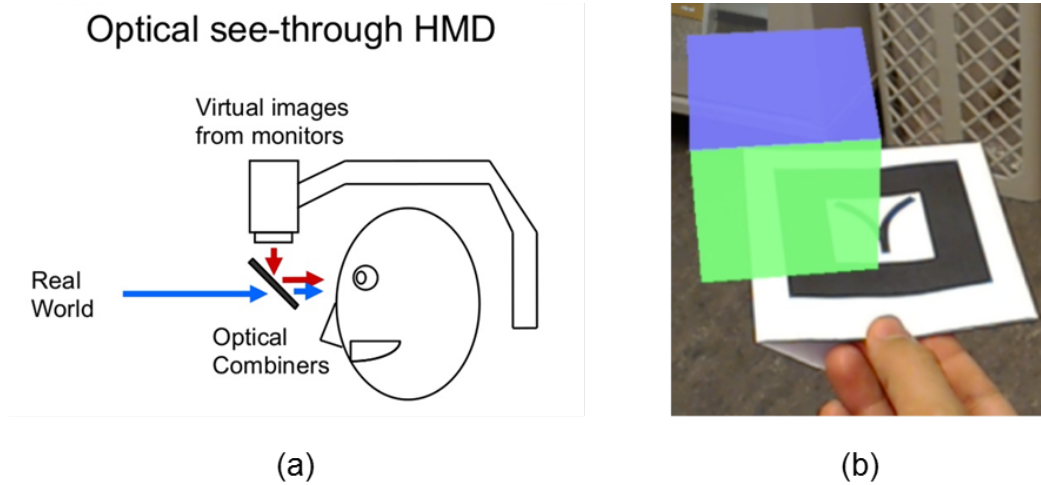 Optical see-through HMD
Virtual images
from monitors
Real
World
Optical
Combiners
(a)
(b)